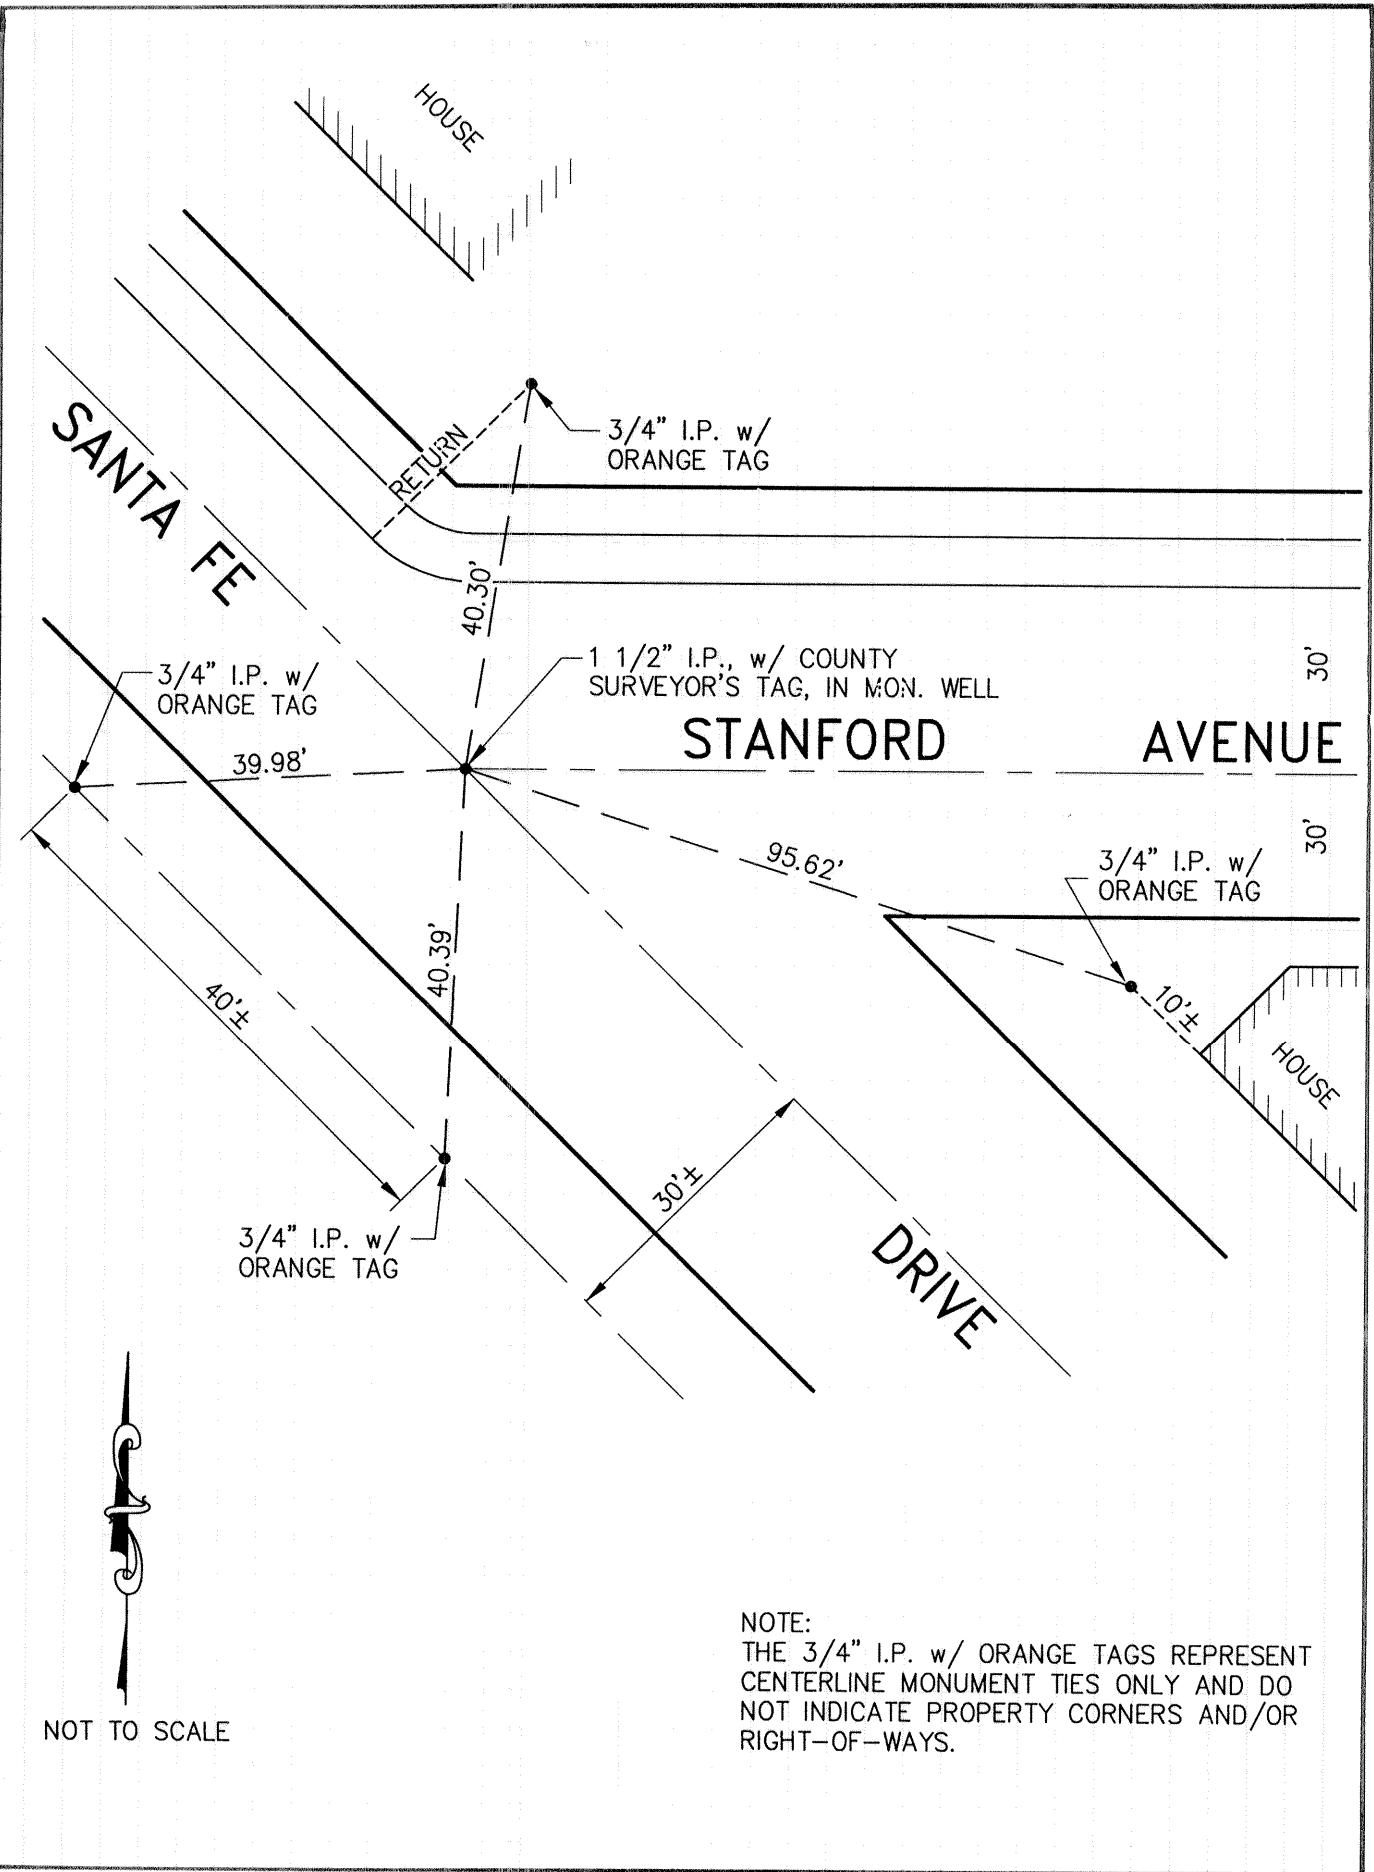 HOUSE
3/4" I.P. w/
ORANGE TAG
RETURN
SANTA FE
40.30'
3/4" I.P. w/
ORANGE TAG
1 1/2" I.P., w/ COUNTY
SURVEYOR'S TAG, IN MON. WELL
30'
STANFORD AVENUE
39.98'
30'
95.62'
3/4" I.P. w/
ORANGE TAG
40.39'
40'±
10'±
HOUSE
30'±
3/4" I.P. w/
ORANGE TAG
DRIVE
NOT TO SCALE
NOTE:
THE 3/4" I.P. w/ ORANGE TAGS REPRESENT
CENTERLINE MONUMENT TIES ONLY AND DO
NOT INDICATE PROPERTY CORNERS AND/OR
RIGHT-OF-WAYS.